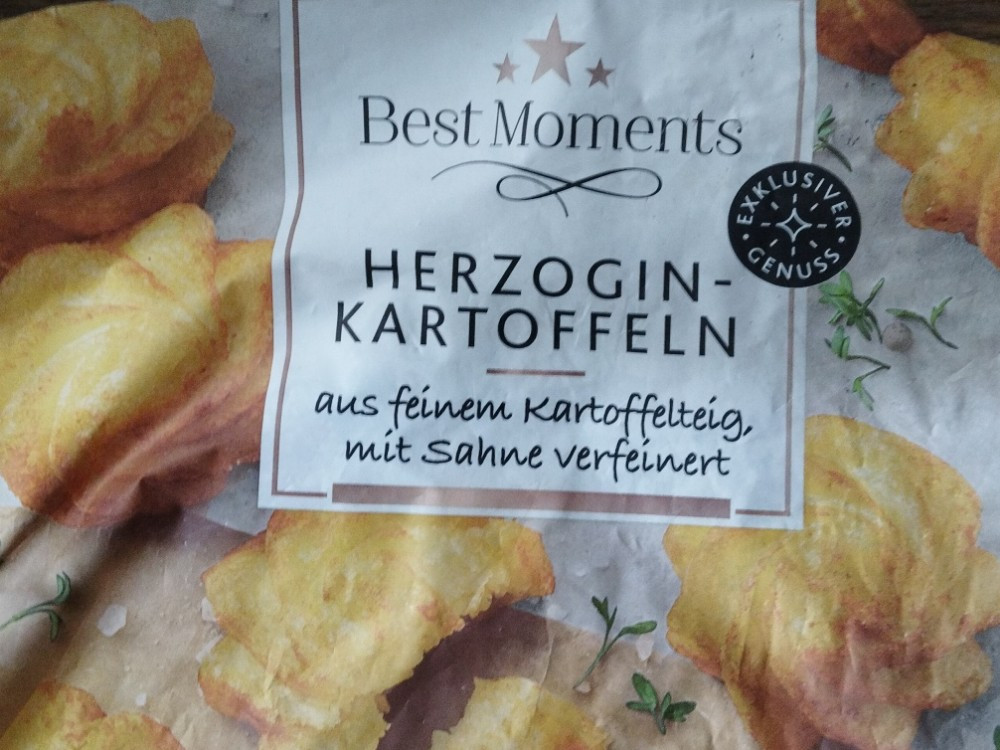 Best Moments
EXKLUSIVER
GENUSS
HERZOGIN-
KARTOFFELN
aus feinem Kartoffelteig,
mit Sahne verfeinert